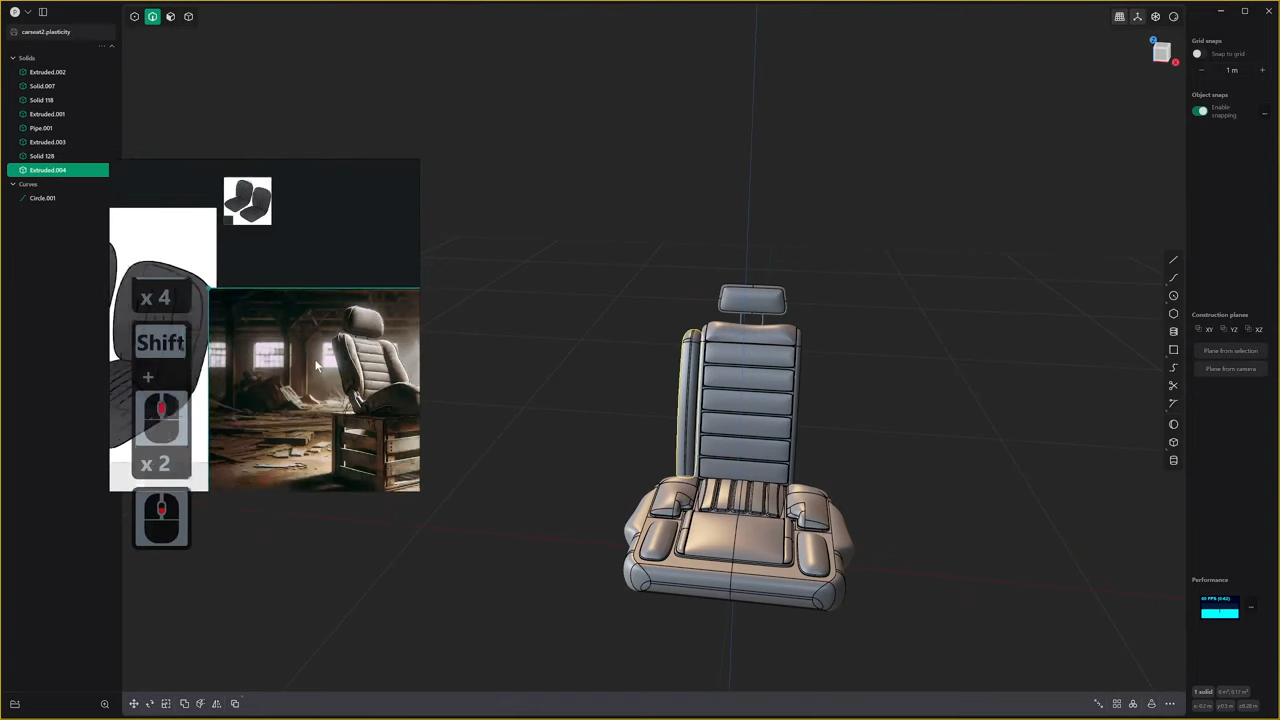 P
carseat2.plasticity
...
Solids
Extruded.002
Solid.007
Solid 118
Extruded.001
Pipe.001
Extruded.003
Solid 128
Extruded.004
Curves
Circle.001
x 4
Shift
+
x 2
Z
X
Grid snaps
Snap to grid
− 1 m +
Object snaps
Enable
snapping
...
Construction planes
XY YZ XZ
Plane from selection
Plane from camera
Performance
...
1 solid